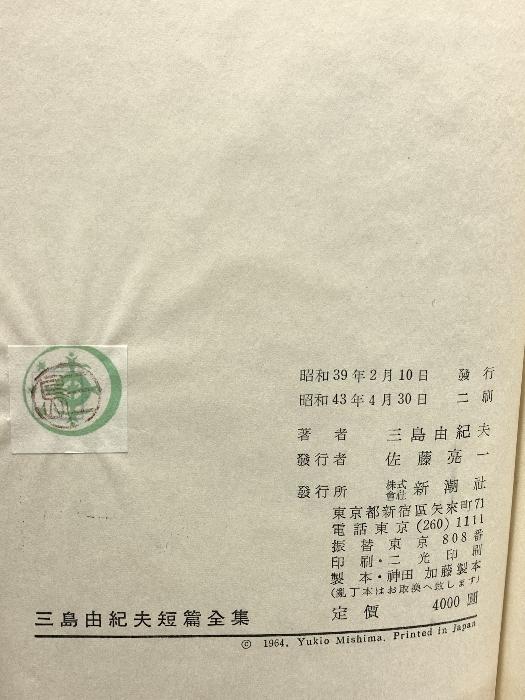 昭和39年2月10日 發行
昭和43年4月30日 二刷
著者 三島由紀夫
發行者 佐藤亮一
發行所 株式會社 新潮社
東京都新宿區矢來町71
電話東京(260)1111
振替東京808番
印刷・二光印刷
製本・神田 加藤製本
(亂丁本はお取換へ致します)
定價 4000圓
三島由紀夫短篇全集
© 1964, Yukio Mishima, Printed in Japan